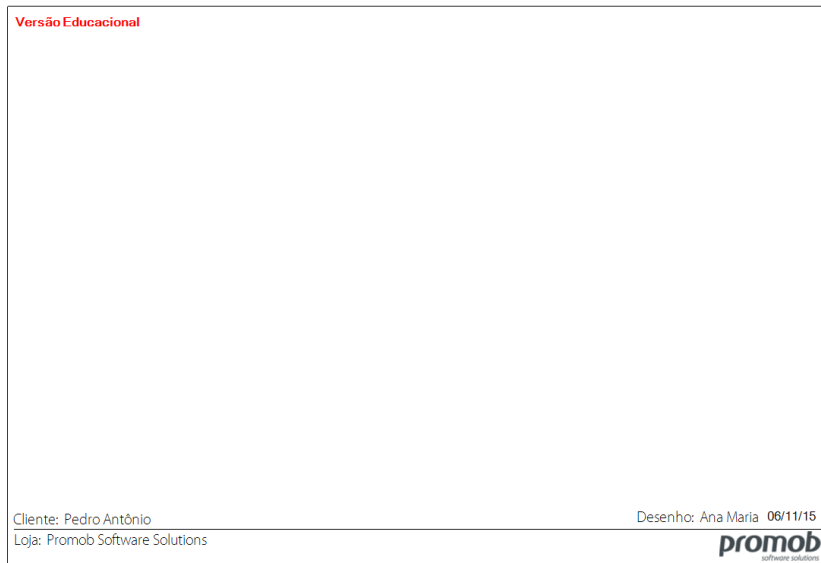 Versão Educacional
Cliente: Pedro Antônio
Desenho: Ana Maria 06/11/15
Loja: Promob Software Solutions
promob
software solutions